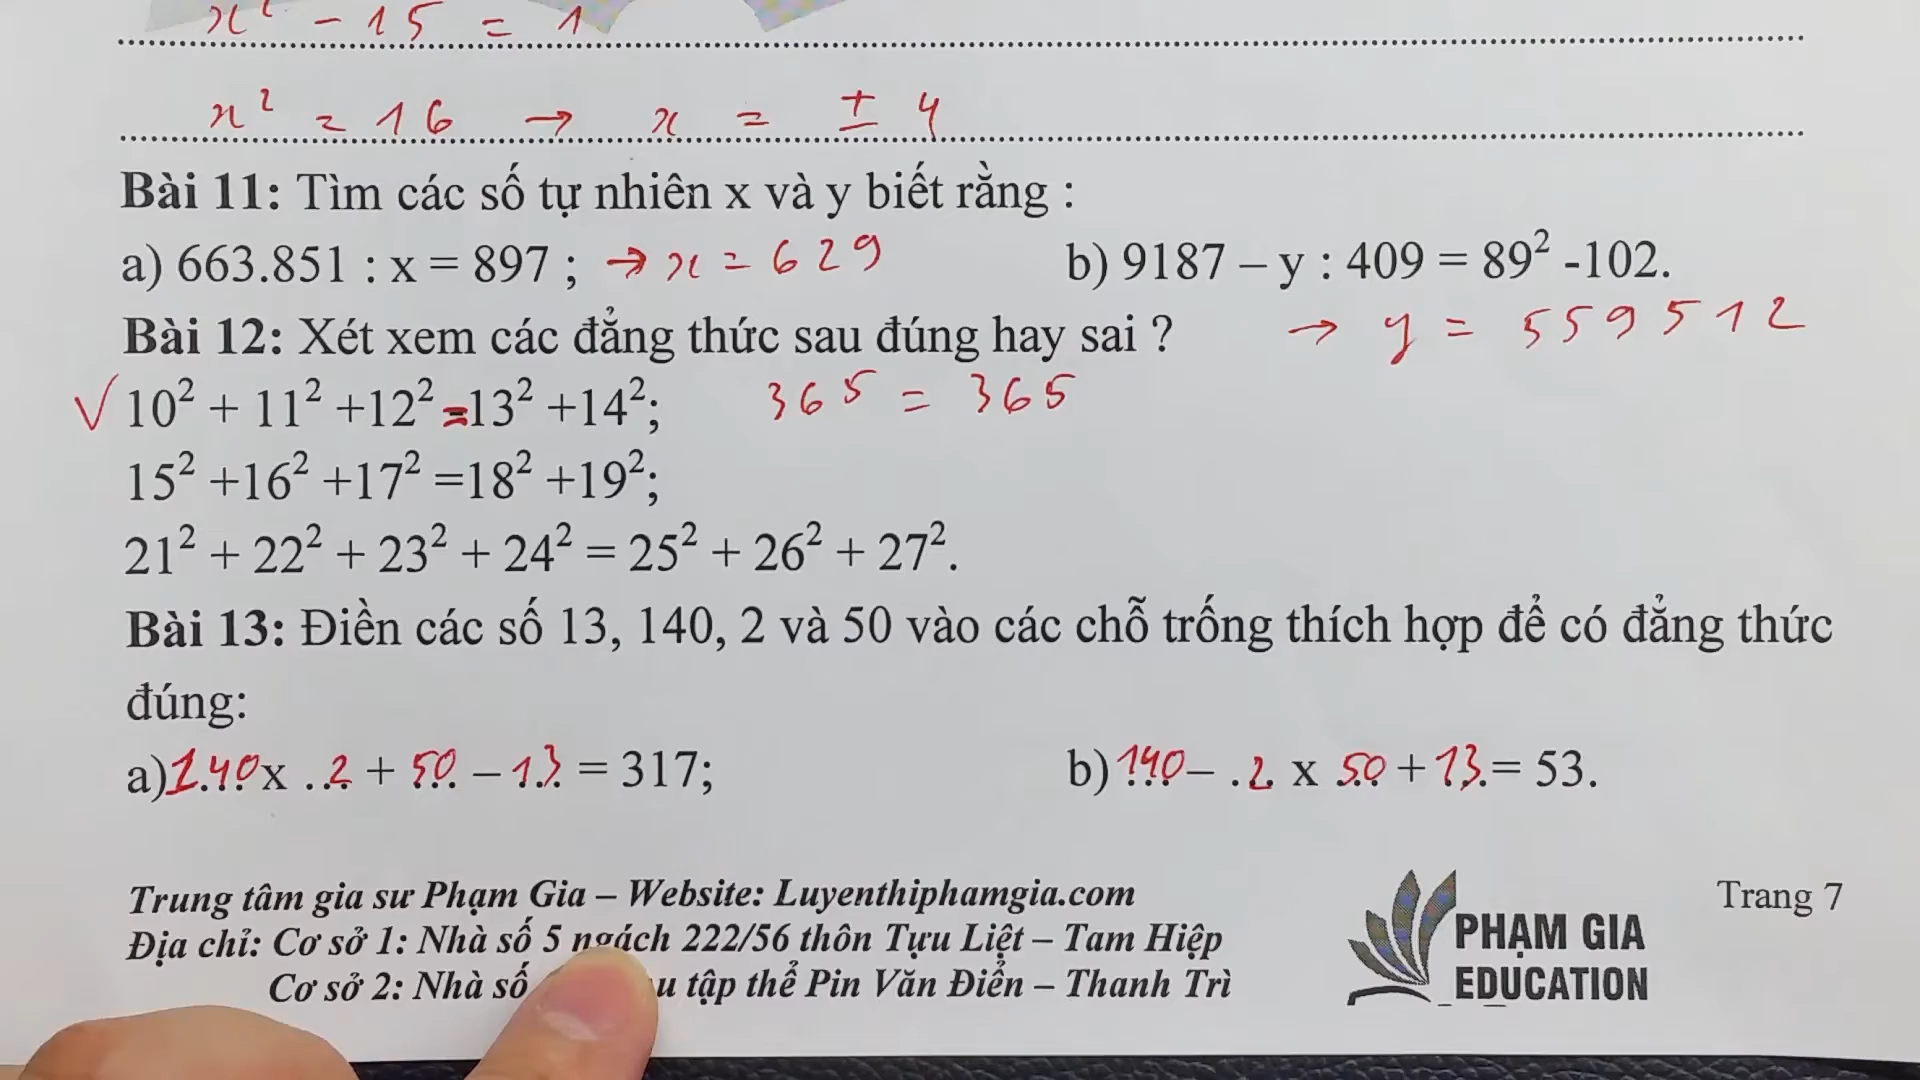 x² - 15 = 1
x² = 16 → x = ± 4
Bài 11: Tìm các số tự nhiên x và y biết rằng :
a) 663.851 : x = 897 ; → x = 629 b) 9187 – y : 409 = 89² -102.
Bài 12: Xét xem các đẳng thức sau đúng hay sai ? → y = 559512
√ 10² + 11² +12² =13² +14²; 365 = 365
15² +16² +17² =18² +19²;
21² + 22² + 23² + 24² = 25² + 26² + 27².
Bài 13: Điền các số 13, 140, 2 và 50 vào các chỗ trống thích hợp để có đẳng thức
đúng:
a) 140 x 2 + 50 – 13 = 317; b) 140 – 2 x 50 + 13 = 53.
Trung tâm gia sư Phạm Gia – Website: Luyenthiphamgia.com
Địa chỉ: Cơ sở 1: Nhà số 5 ngách 222/56 thôn Tựu Liệt – Tam Hiệp
Cơ sở 2: Nhà số tập thể Pin Văn Điển – Thanh Trì
PHẠM GIA
EDUCATION
Trang 7